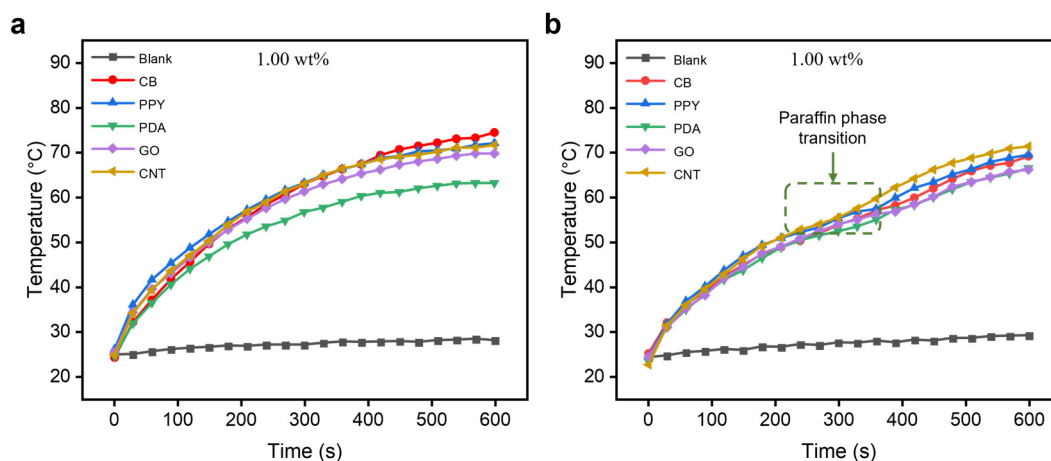 a
1.00 wt%
Blank
CB
PPY
PDA
GO
CNT
Temperature (°C)
90
80
70
60
50
40
30
20
0 100 200 300 400 500 600
Time (s)
b
1.00 wt%
Blank
CB
PPY
PDA
GO
CNT
Paraffin phase
transition
Temperature (°C)
90
80
70
60
50
40
30
20
0 100 200 300 400 500 600
Time (s)